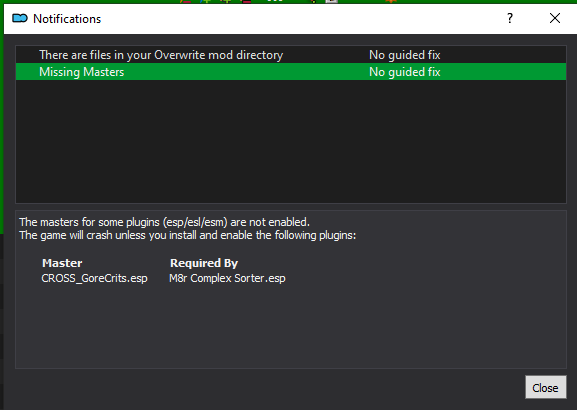 Notifications
There are files in your Overwrite mod directory No guided fix
Missing Masters No guided fix
The masters for some plugins (esp/esl/esm) are not enabled.
The game will crash unless you install and enable the following plugins:
Master Required By
CROSS_GoreCrits.esp M8r Complex Sorter.esp
Close